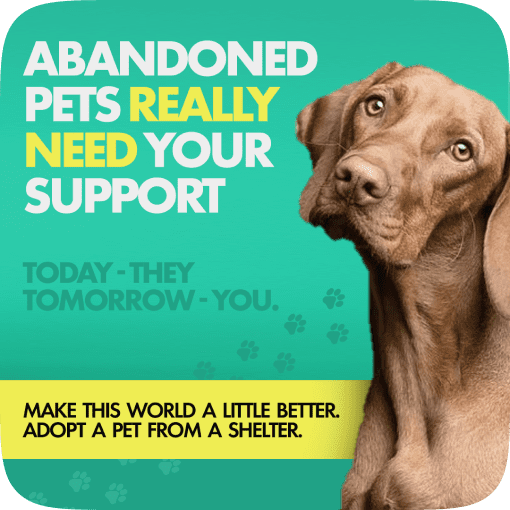 ABANDONED
PETS REALLY
NEED YOUR
SUPPORT
TODAY - THEY
TOMORROW - YOU.
MAKE THIS WORLD A LITTLE BETTER.
ADOPT A PET FROM A SHELTER.